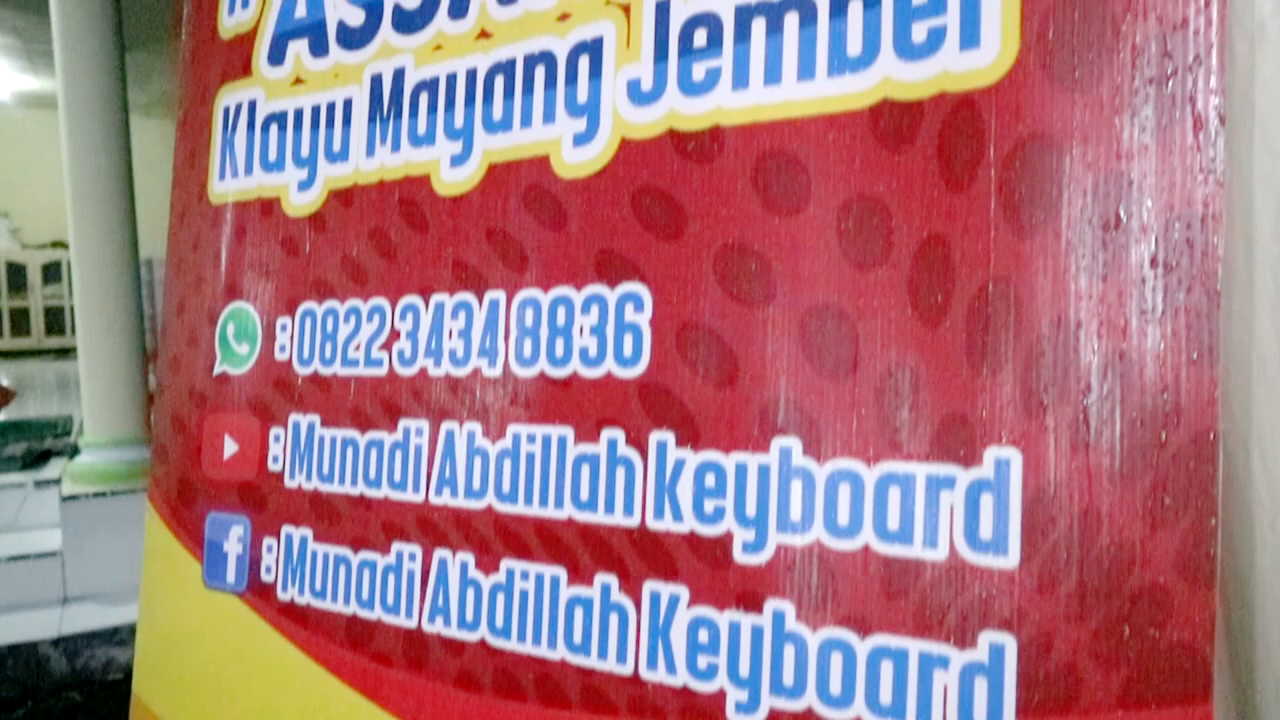 Klayu Mayang Jember
: 0822 3434 8836
: Munadi Abdillah keyboard
: Munadi Abdillah Keyboard